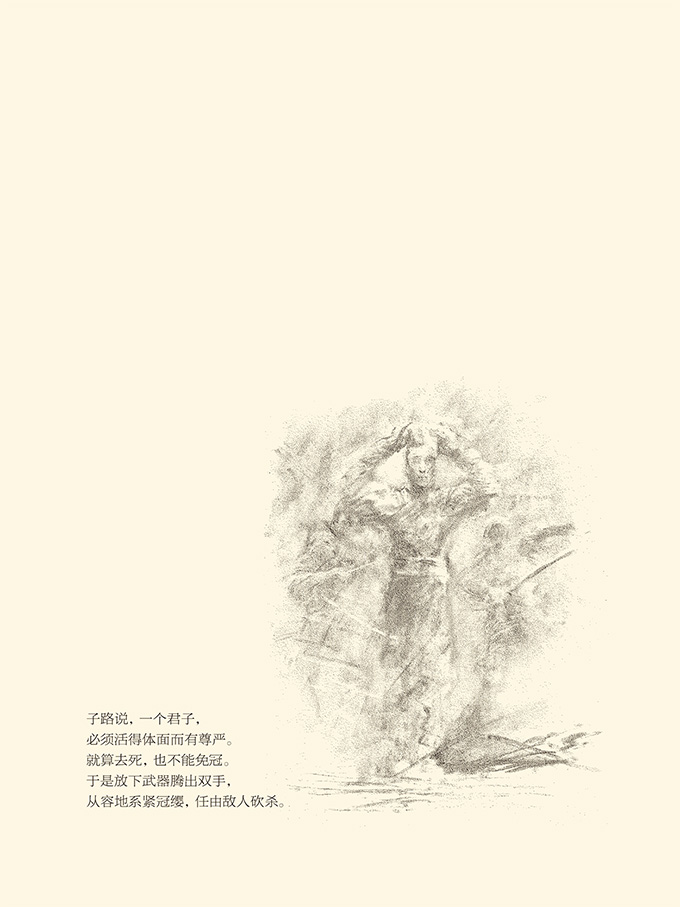 子路说，一个君子，
必须活得体面而有尊严。
就算去死，也不能免冠。
于是放下武器腾出双手，
从容地系紧冠缨，任由敌人砍杀。